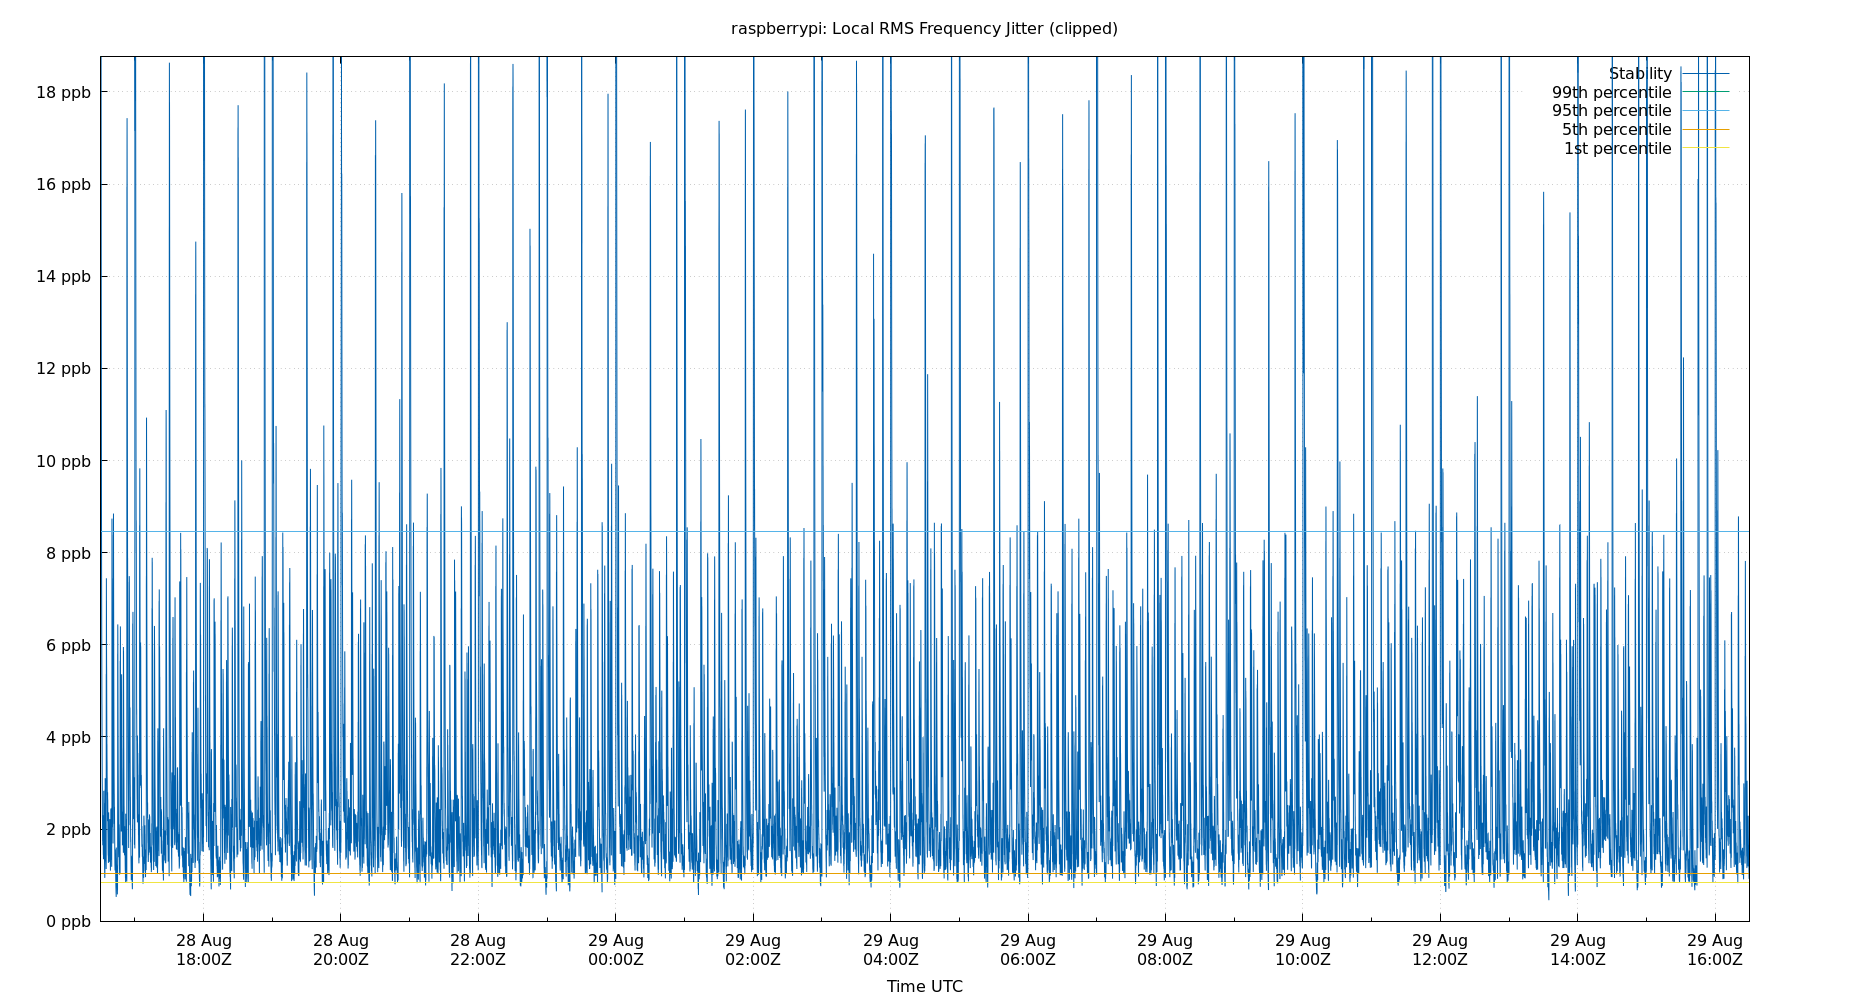 raspberrypi: Local RMS Frequency Jitter (clipped)
Stability
99th percentile
95th percentile
5th percentile
1st percentile
18 ppb
16 ppb
14 ppb
12 ppb
10 ppb
8 ppb
6 ppb
4 ppb
2 ppb
0 ppb
28 Aug 28 Aug 28 Aug 29 Aug 29 Aug 29 Aug 29 Aug 29 Aug 29 Aug 29 Aug 29 Aug 29 Aug
18:00Z 20:00Z 22:00Z 00:00Z 02:00Z 04:00Z 06:00Z 08:00Z 10:00Z 12:00Z 14:00Z 16:00Z
Time UTC